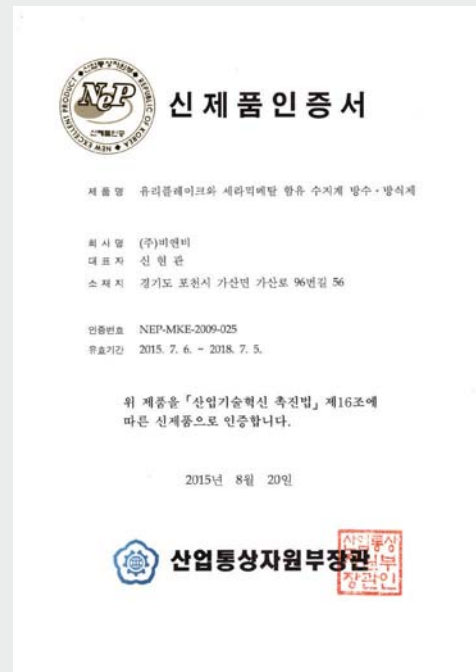 산업통상자원부 ◆ REPUBLIC OF KOREA ◆ NEW EXCELLENT PRODUCT ◆
NeP
신제품인증
신제품인증서
제 품 명 유리플레이크와 세라믹메탈 함유 수지계 방수·방식제
회 사 명 (주)비앤비
대 표 자 신 현 관
소 재 지 경기도 포천시 가산면 가산로 96번길 56
인증번호 NEP-MKE-2009-025
유효기간 2015. 7. 6. ~ 2018. 7. 5.
위 제품을 「산업기술혁신 촉진법」 제16조에
따른 신제품으로 인증합니다.
2015년 8월 20일
산업통상자원부장관
산업통상
자원부
장관인